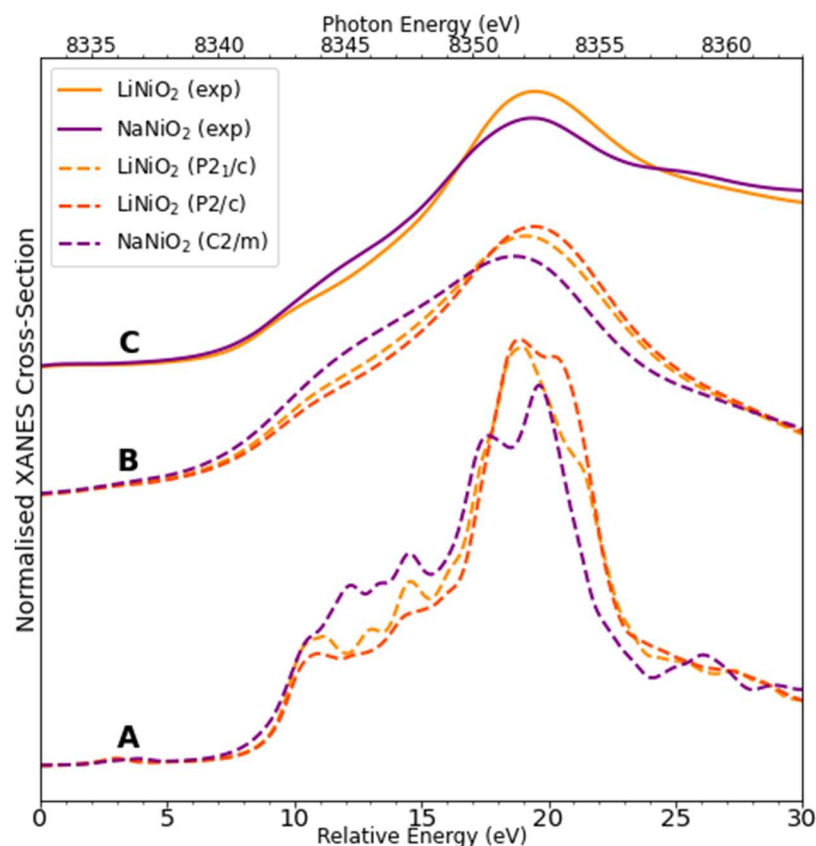 Photon Energy (eV)
8335 8340 8345 8350 8355 8360
LiNiO₂ (exp)
NaNiO₂ (exp)
LiNiO₂ (P2₁/c)
LiNiO₂ (P2/c)
NaNiO₂ (C2/m)
Normalised XANES Cross-Section
C
B
A
0 5 10 15 20 25 30
Relative Energy (eV)